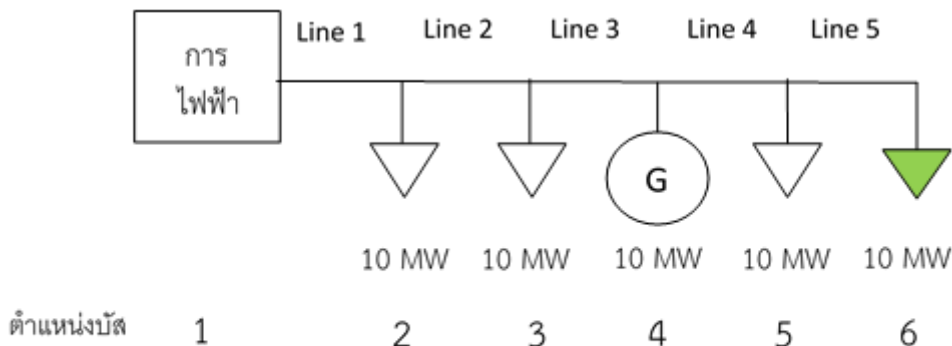 การ
ไฟฟ้า
Line 1 Line 2 Line 3 Line 4 Line 5
G
10 MW 10 MW 10 MW 10 MW 10 MW
ตำแหน่งบัส 1 2 3 4 5 6